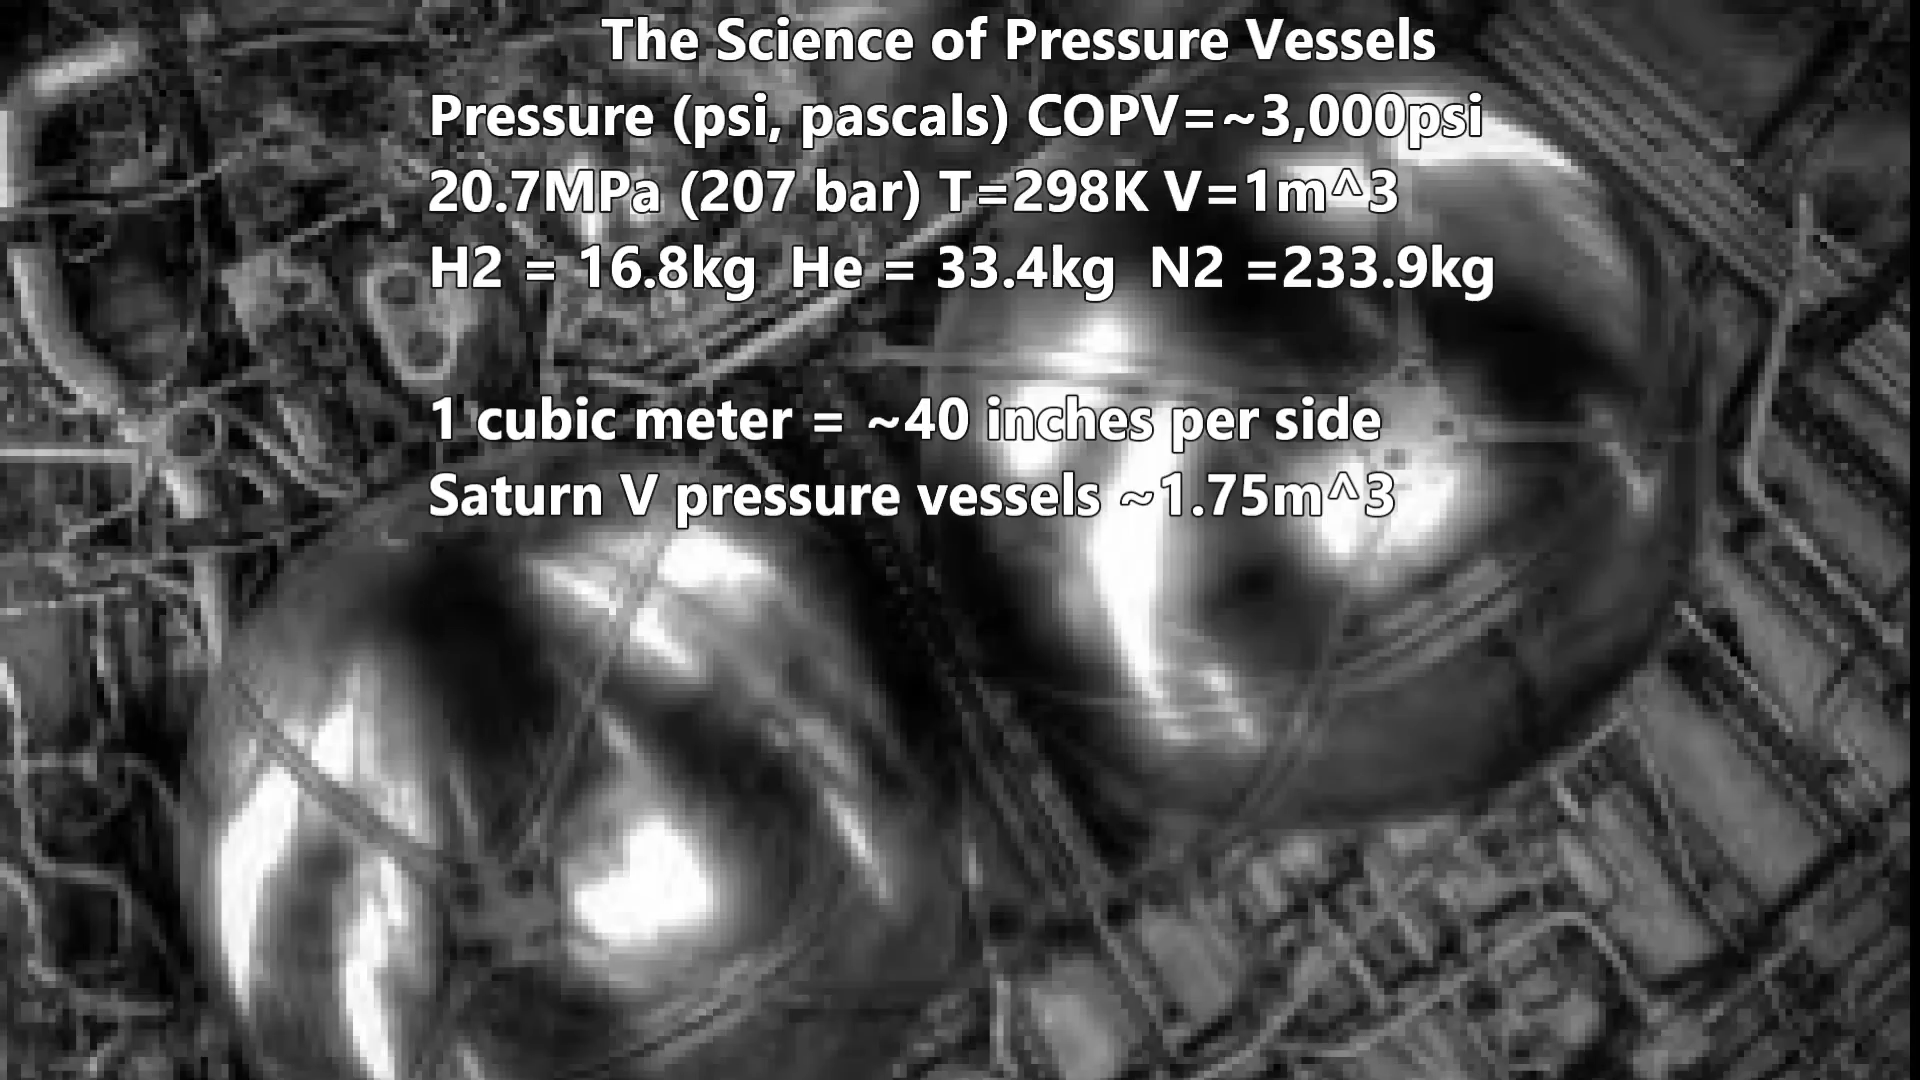 The Science of Pressure Vessels
Pressure (psi, pascals) COPV=~3,000psi
20.7MPa (207 bar) T=298K V=1m^3
H2 = 16.8kg He = 33.4kg N2 =233.9kg
1 cubic meter = ~40 inches per side
Saturn V pressure vessels ~1.75m^3